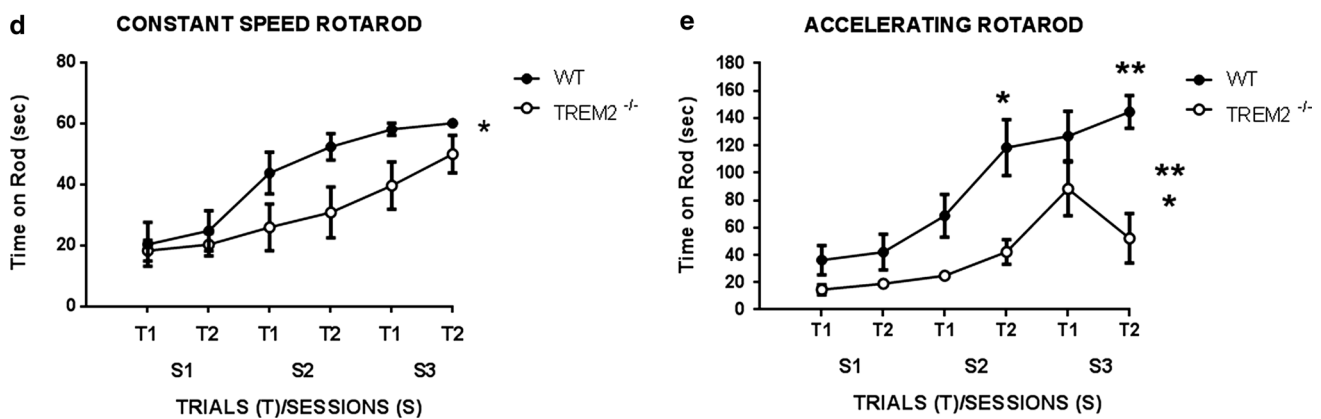 d
CONSTANT SPEED ROTAROD
80
60
40
20
0
Time on Rod (sec)
WT
TREM2 -/-
*
T1 T2 T1 T2 T1 T2
S1 S2 S3
TRIALS (T)/SESSIONS (S)
e
ACCELERATING ROTAROD
180
160
140
120
100
80
60
40
20
0
Time on Rod (sec)
*
**
WT
TREM2 -/-
**
*
T1 T2 T1 T2 T1 T2
S1 S2 S3
TRIALS (T)/SESSIONS (S)